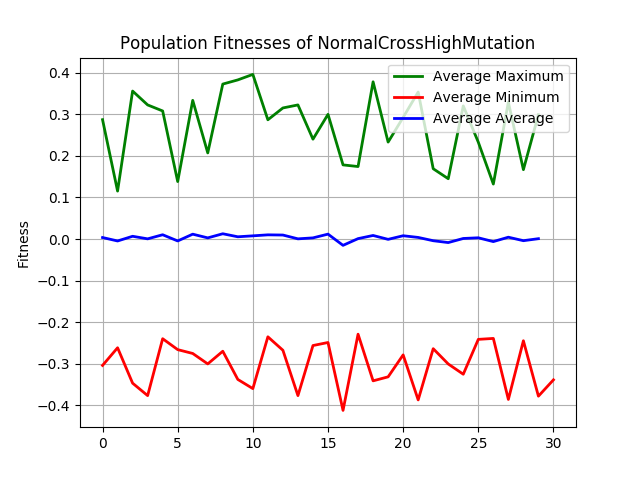 Population Fitnesses of NormalCrossHighMutation
Average Maximum
Average Minimum
Average Average
Fitness
0.4
0.3
0.2
0.1
0.0
−0.1
−0.2
−0.3
−0.4
0 5 10 15 20 25 30